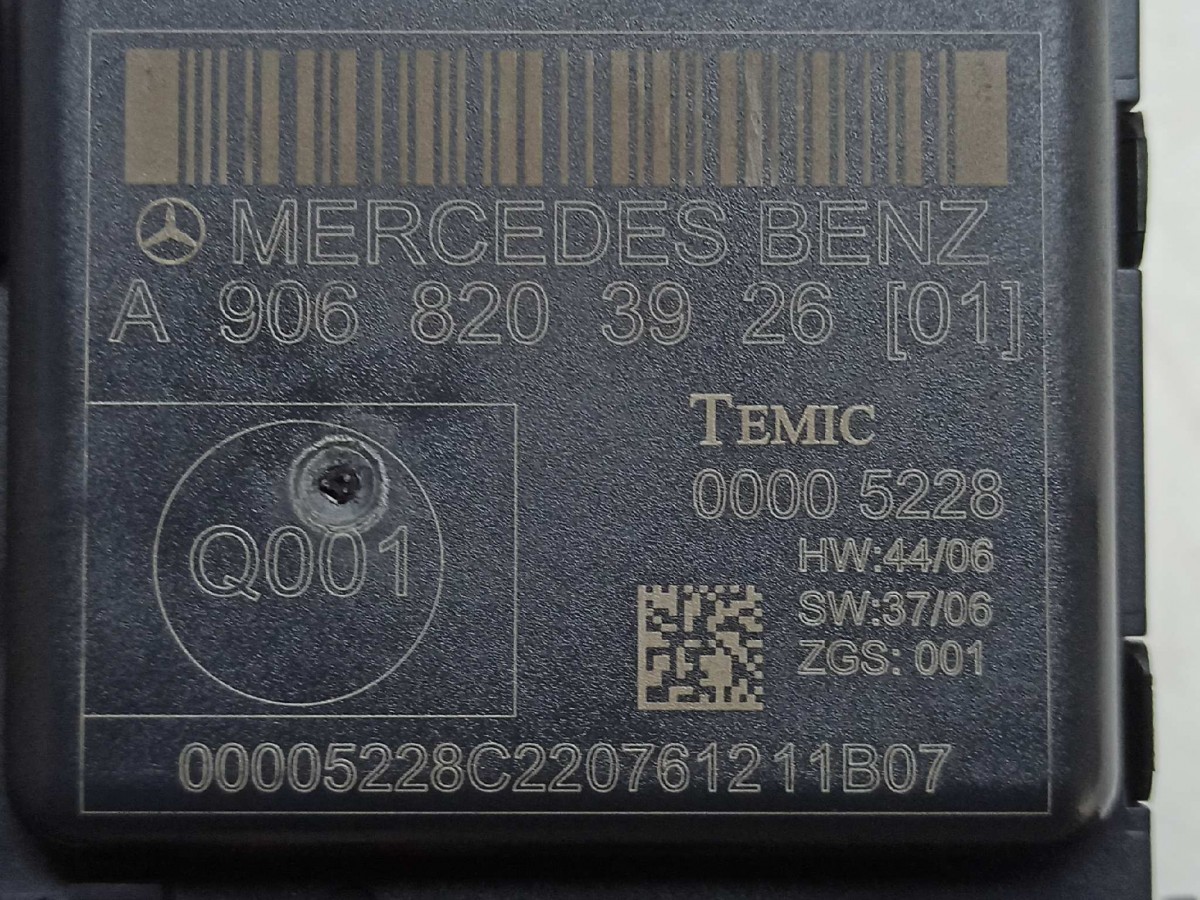 MERCEDES BENZ
A 906 820 39 26 [01]
TEMIC
0000 5228
HW:44/06
SW:37/06
ZGS: 001
Q001
00005228C220761211B07